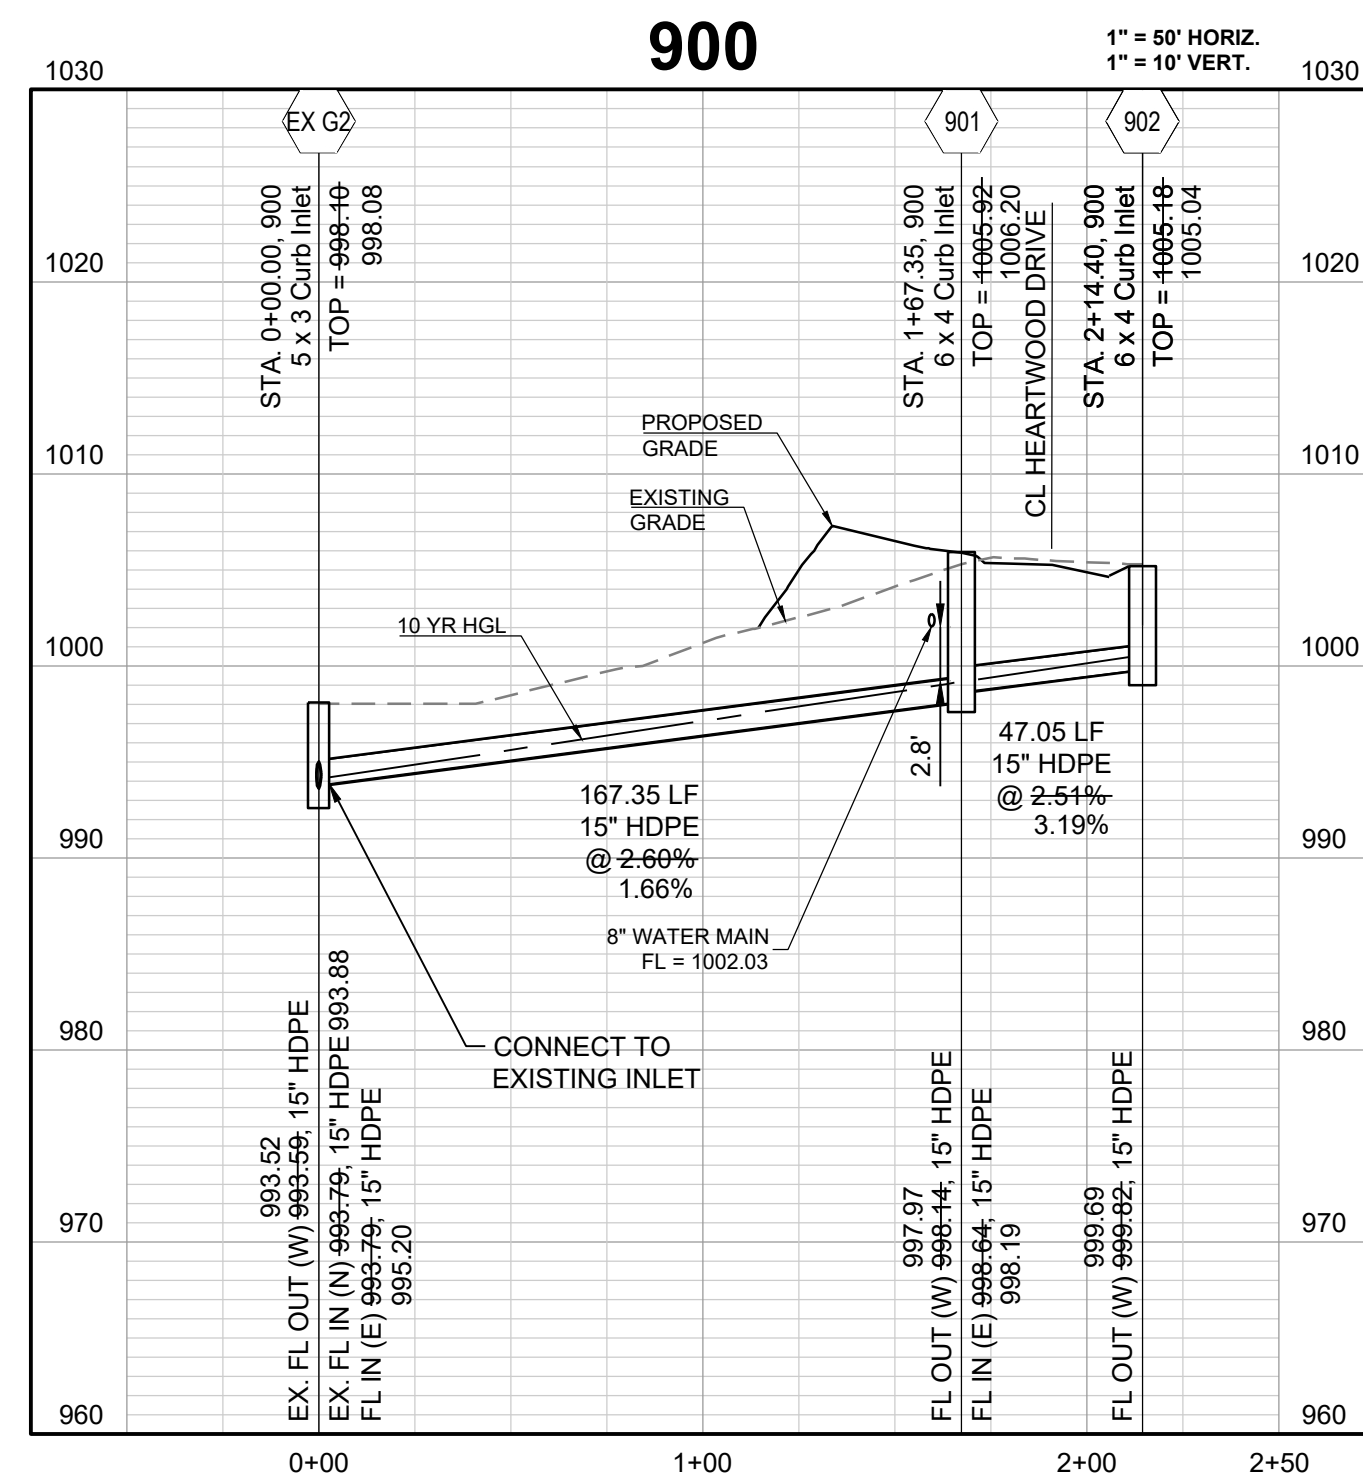 900
1" = 50' HORIZ.
1" = 10' VERT.
1030
1030
EX G2
901
902
STA. 0+00.00, 900
5 x 3 Curb Inlet
TOP = 998.10
998.08
STA. 1+67.35, 900
6 x 4 Curb Inlet
TOP = 1005.92
1006.20
CL HEARTWOOD DRIVE
STA. 2+14.40, 900
6 x 4 Curb Inlet
TOP = 1005.18
1005.04
1020
1020
PROPOSED
GRADE
1010
1010
EXISTING
GRADE
10 YR HGL
1000
1000
2.8'
47.05 LF
15" HDPE
@ 2.51%
3.19%
167.35 LF
15" HDPE
@ 2.60%
1.66%
990
990
8" WATER MAIN
FL = 1002.03
CONNECT TO
EXISTING INLET
980
980
993.52
EX. FL OUT (W) 993.59, 15" HDPE
EX. FL IN (N) 993.79, 15" HDPE 993.88
FL IN (E) 993.79, 15" HDPE
995.20
997.97
FL OUT (W) 998.14, 15" HDPE
FL IN (E) 998.64, 15" HDPE
998.19
999.69
FL OUT (W) 999.82, 15" HDPE
970
970
960
960
0+00
1+00
2+00
2+50